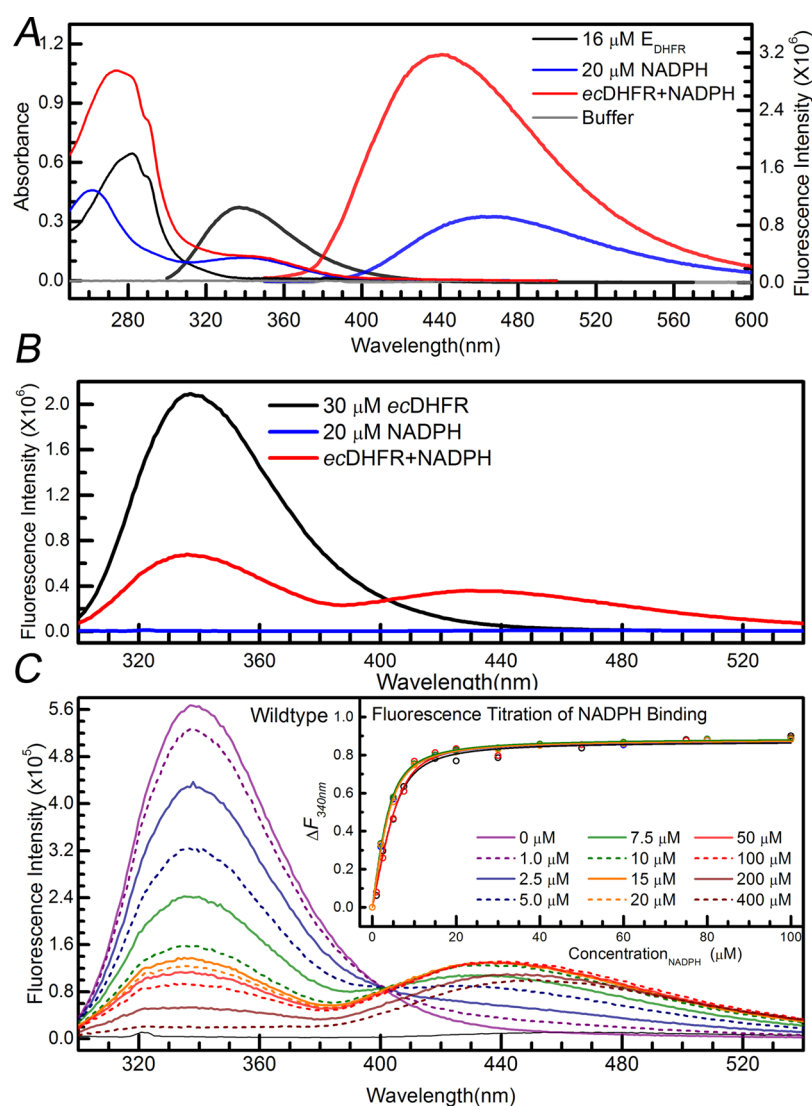 A
1.2
0.9
0.6
0.3
0.0
Absorbance
16 μM E_DHFR
20 μM NADPH
ecDHFR+NADPH
Buffer
3.2
2.4
1.6
0.8
0.0
Fluorescence Intensity (X10⁶)
280 320 360 400 440 480 520 560 600
Wavelength(nm)
B
2.0
1.6
1.2
0.8
0.4
0.0
Fluorescence Intensity (X10⁶)
30 μM ecDHFR
20 μM NADPH
ecDHFR+NADPH
320 360 400 440 480 520
Wavelength(nm)
C
5.6
4.8
4.0
3.2
2.4
1.6
0.8
0.0
Fluorescence Intensity (x10⁵)
Wildtype
1.0
0.8
0.6
0.4
0.2
0.0
ΔF_340nm
Fluorescence Titration of NADPH Binding
0 μM 7.5 μM 50 μM
1.0 μM 10 μM 100 μM
2.5 μM 15 μM 200 μM
5.0 μM 20 μM 400 μM
0 20 40 60 80 100
Concentration_NADPH (μM)
320 360 400 440 480 520
Wavelength(nm)